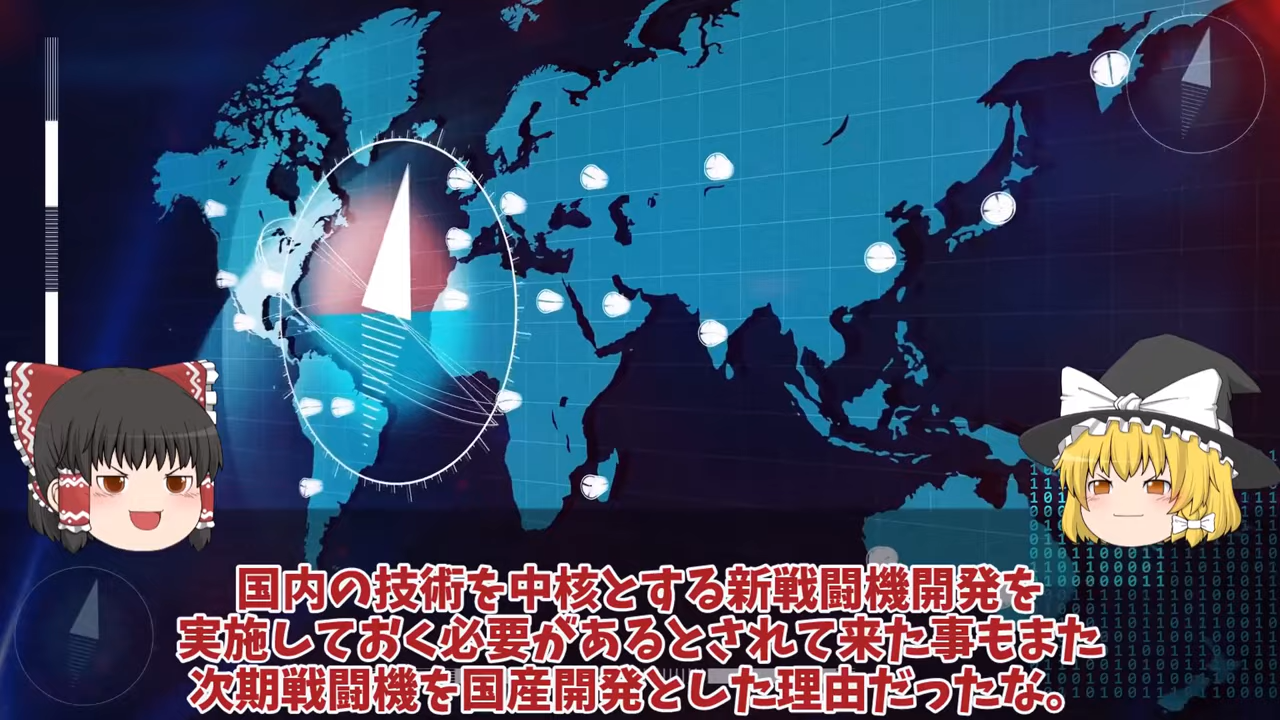 国内の技術を中核とする新戦闘機開発を
実施しておく必要があるとされて来た事もまた
次期戦闘機を国産開発とした理由だったな。